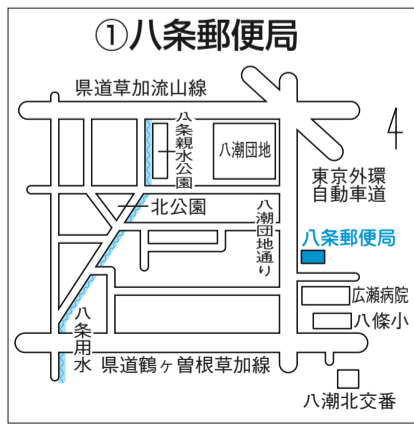 ①八条郵便局
県道草加流山線
八条親水公園
八潮団地
東京外環
自動車道
北公園
八潮団地通り
八条郵便局
広瀬病院
八條小
八条用水
県道鶴ヶ曽根草加線
八潮北交番